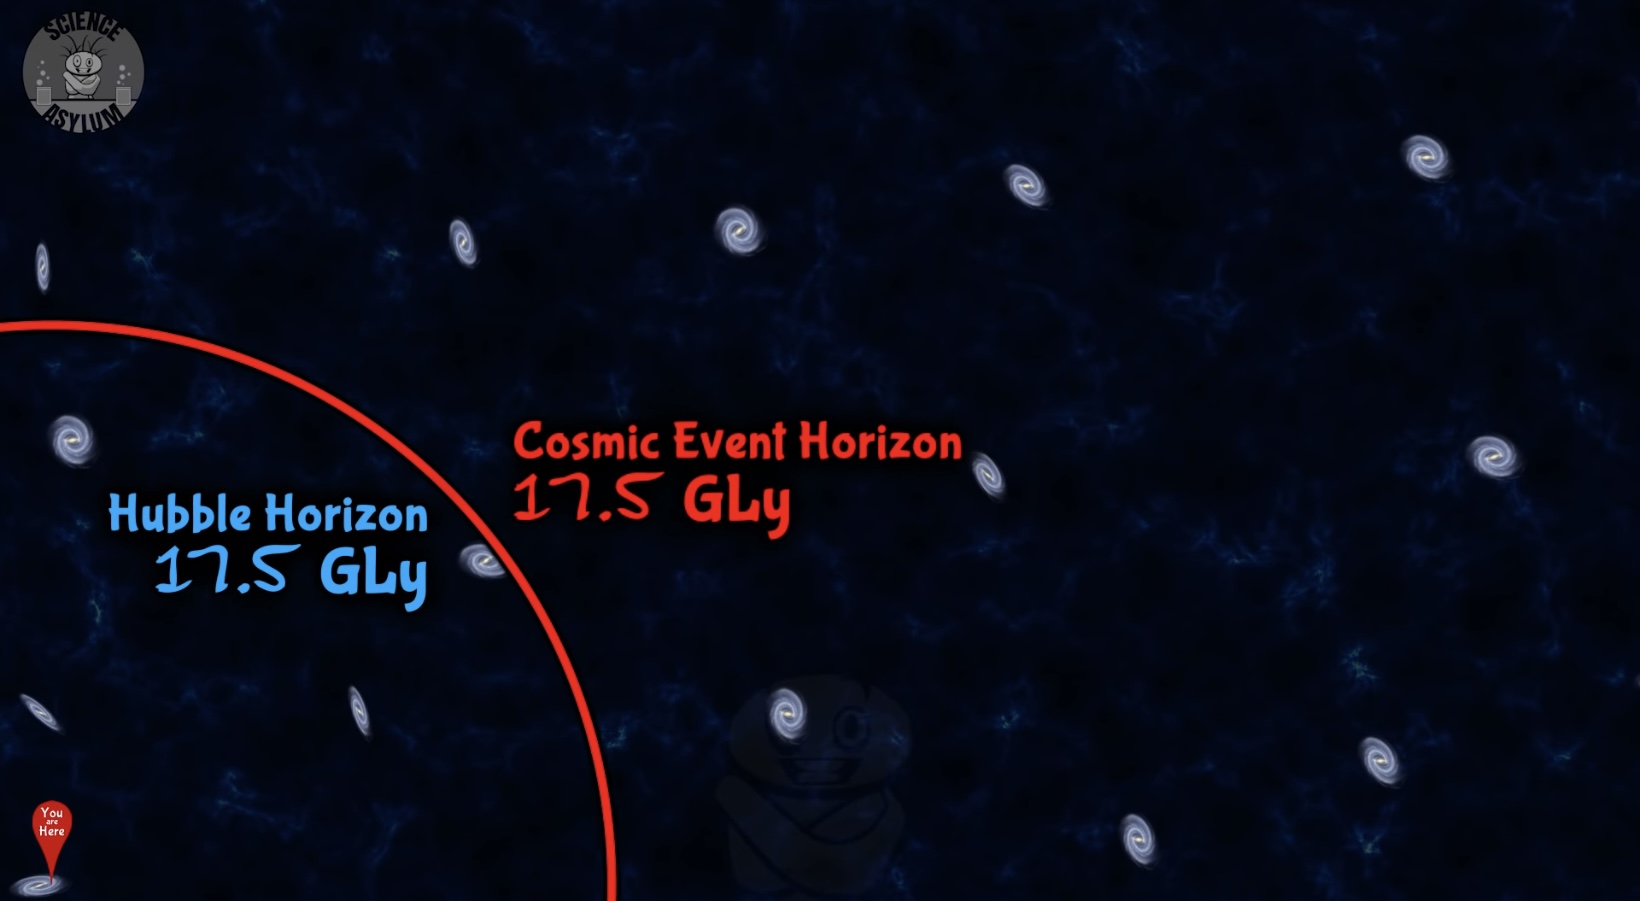 SCIENCE
ASYLUM
Cosmic Event Horizon
17.5 GLy
Hubble Horizon
17.5 GLy
You
are
Here